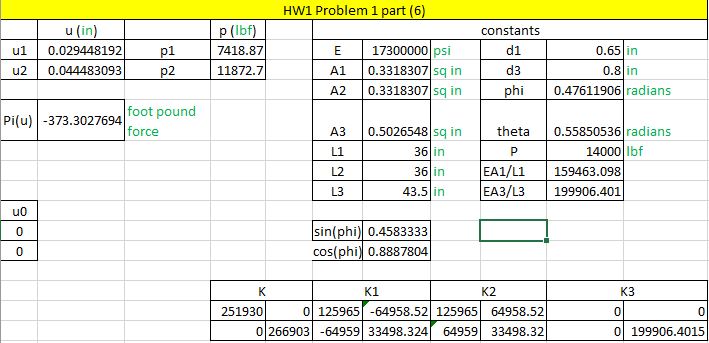 HW1 Problem 1 part (6)
u (in) p (lbf) constants
u1 0.029448192 p1 7418.87 E 17300000 psi d1 0.65 in
u2 0.044483093 p2 11872.7 A1 0.3318307 sq in d3 0.8 in
A2 0.3318307 sq in phi 0.47611906 radians
Pi(u) -373.3027694 foot pound force A3 0.5026548 sq in theta 0.55850536 radians
L1 36 in P 14000 lbf
L2 36 in EA1/L1 159463.098
L3 43.5 in EA3/L3 199906.401
u0
0 sin(phi) 0.4583333
0 cos(phi) 0.8887804
K K1 K2 K3
251930 0 125965 -64958.52 125965 64958.52 0 0
0 266903 -64959 33498.324 64959 33498.32 0 199906.4015